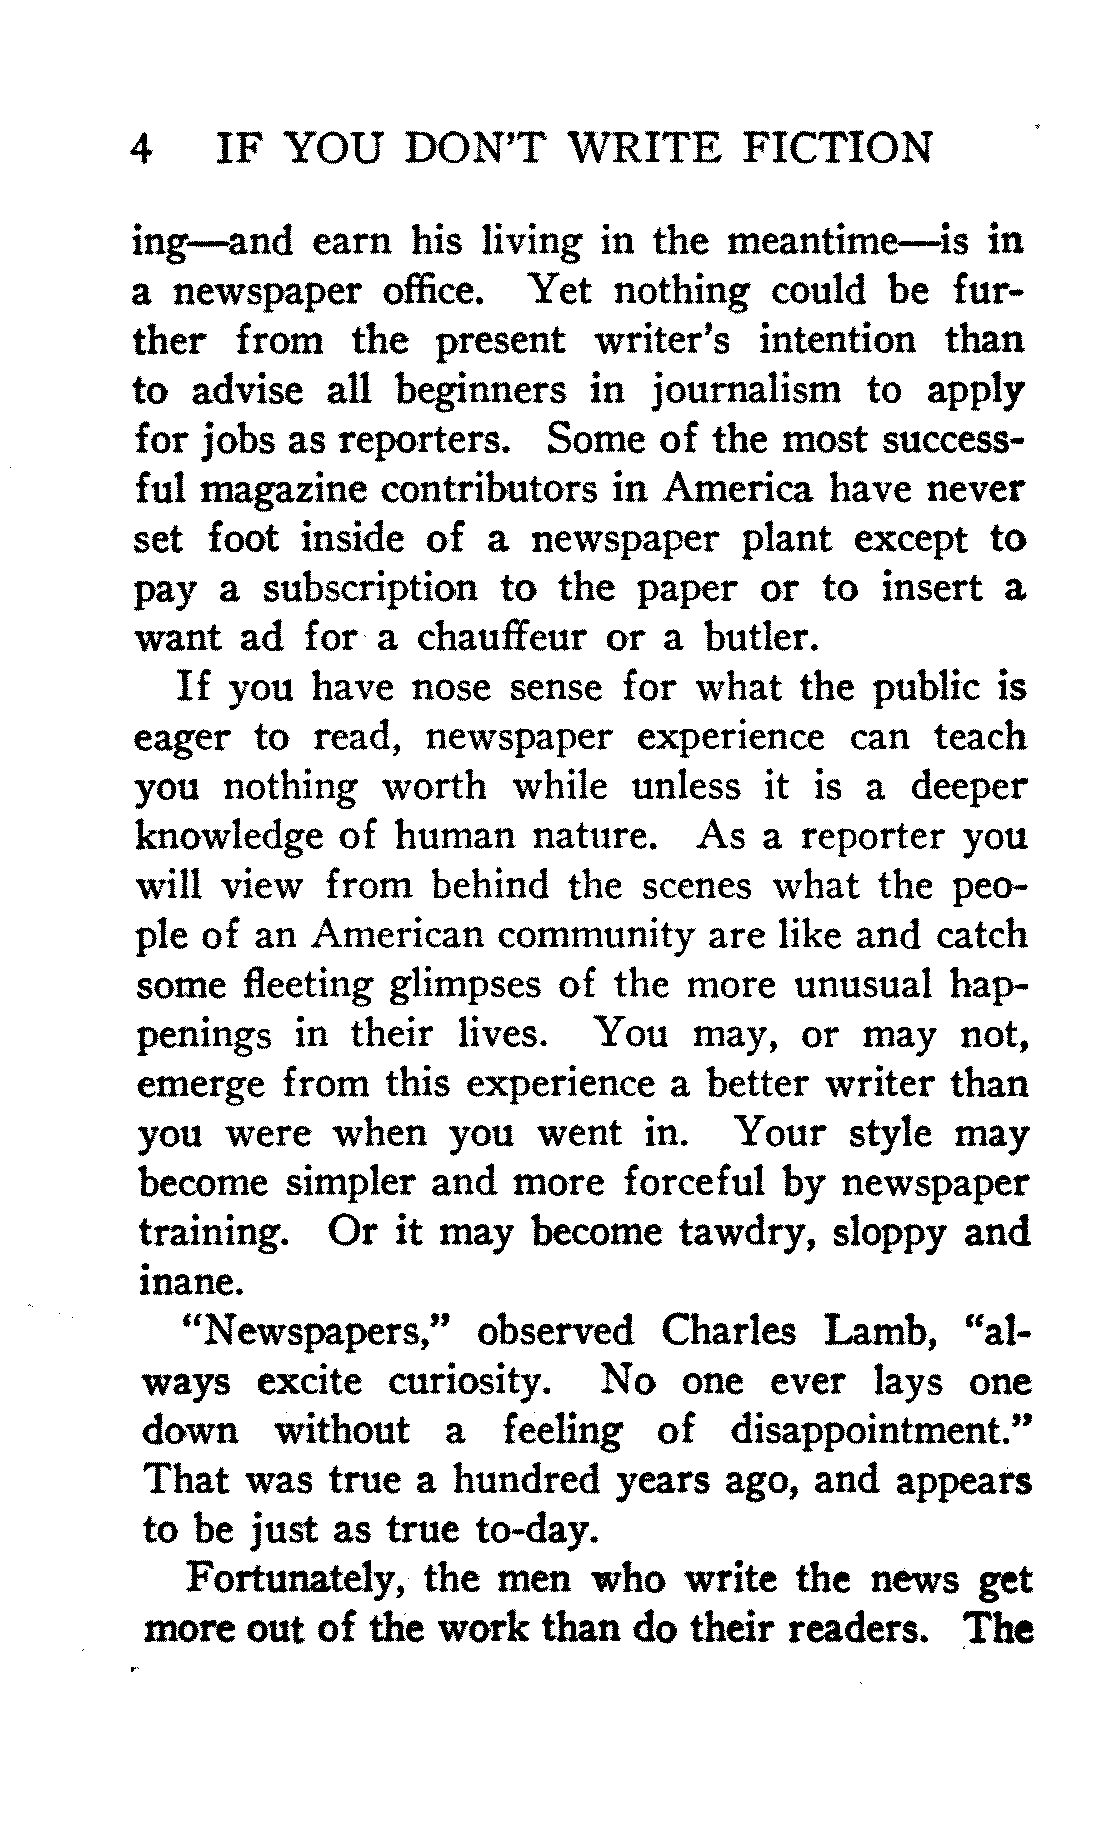 4 IF YOU DON'T WRITE FICTION
ing—and earn his living in the meantime—is in
a newspaper office. Yet nothing could be fur-
ther from the present writer's intention than
to advise all beginners in journalism to apply
for jobs as reporters. Some of the most success-
ful magazine contributors in America have never
set foot inside of a newspaper plant except to
pay a subscription to the paper or to insert a
want ad for a chauffeur or a butler.
If you have nose sense for what the public is
eager to read, newspaper experience can teach
you nothing worth while unless it is a deeper
knowledge of human nature. As a reporter you
will view from behind the scenes what the peo-
ple of an American community are like and catch
some fleeting glimpses of the more unusual hap-
penings in their lives. You may, or may not,
emerge from this experience a better writer than
you were when you went in. Your style may
become simpler and more forceful by newspaper
training. Or it may become tawdry, sloppy and
inane.
"Newspapers," observed Charles Lamb, "al-
ways excite curiosity. No one ever lays one
down without a feeling of disappointment."
That was true a hundred years ago, and appears
to be just as true to-day.
Fortunately, the men who write the news get
more out of the work than do their readers. The